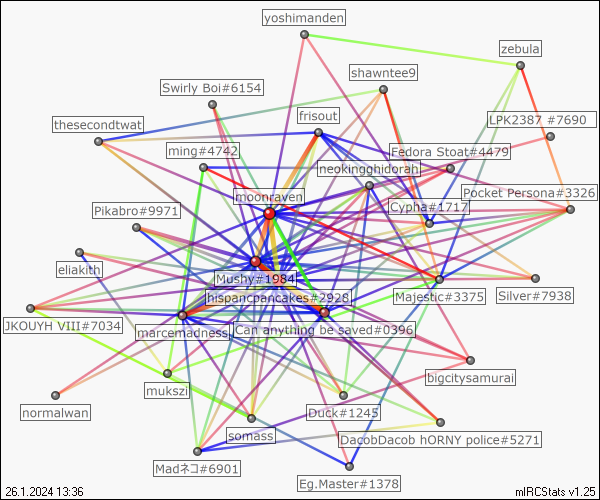 yoshimanden
zebula
shawntee9
Swirly Boi#6154
LPK2387 #7690
frisout
thesecondtwat
ming#4742
Fedora Stoat#4479
neokingghidorah
Pocket Persona#3326
moonraven
Cypha#1717
Pikabro#9971
eliakith
Mushy#1984
Majestic#3375
Silver#7938
hispancpancakes#2928
JKOUYH VIII#7034
marcemadness
Can anything be saved#0396
bigcitysamurai
mukszi
normalwan
Duck#1245
somass
DacobDacob hORNY police#5271
Madネコ#6901
Eg.Master#1378
26.1.2024 13:36
mIRCStats v1.25